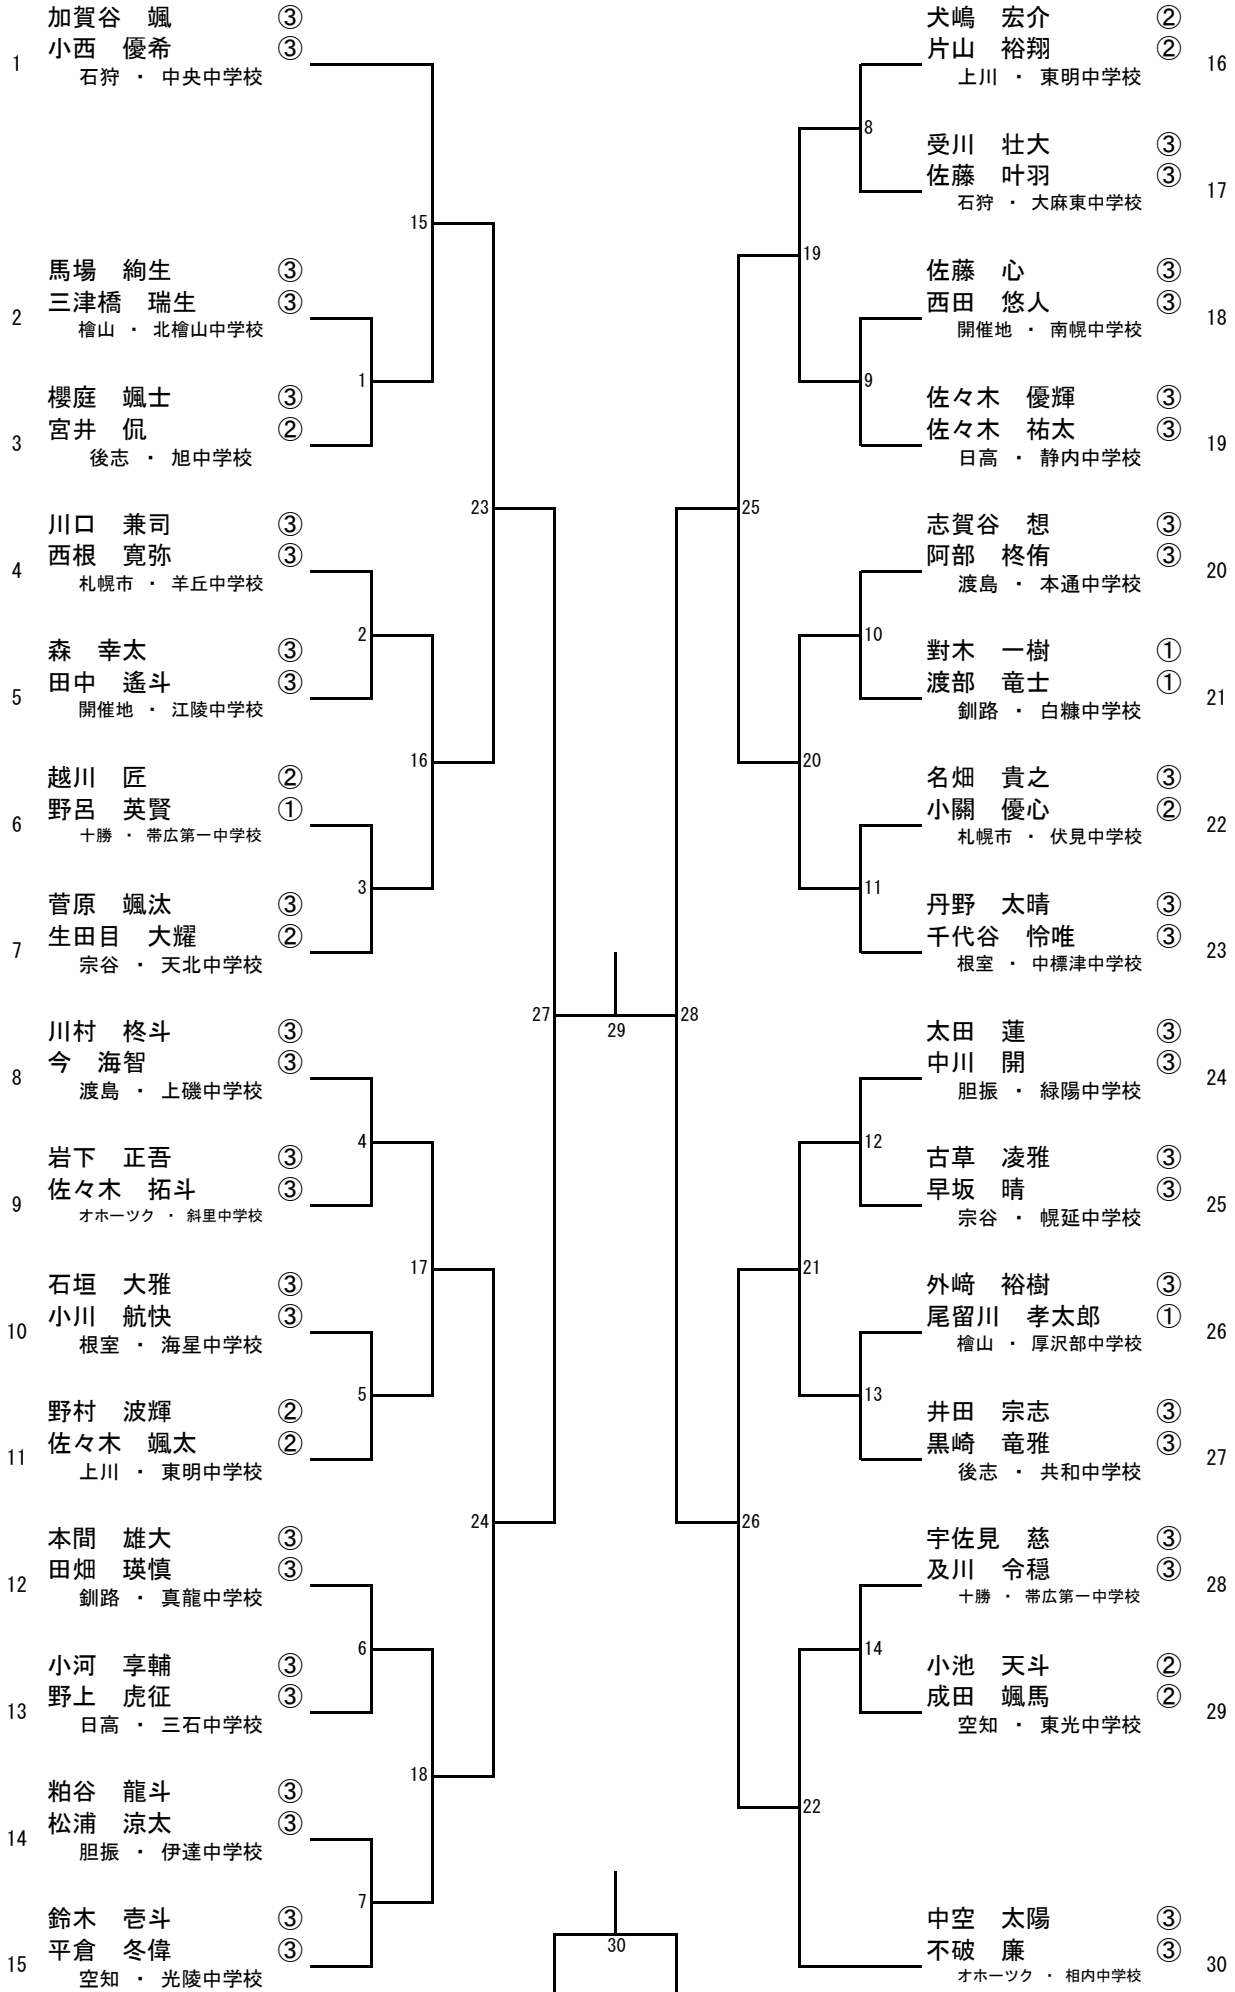 加賀谷　颯 ③
1 小西　優希 ③
石狩 ・ 中央中学校
馬場　絢生 ③
2 三津橋　瑞生 ③
檜山 ・ 北檜山中学校
櫻庭　颯士 ③
3 宮井　侃 ②
後志 ・ 旭中学校
川口　兼司 ③
4 西根　寛弥 ③
札幌市 ・ 羊丘中学校
森　幸太 ③
5 田中　遙斗 ③
開催地 ・ 江陵中学校
越川　匠 ②
6 野呂　英賢 ①
十勝 ・ 帯広第一中学校
菅原　颯汰 ③
7 生田目　大耀 ②
宗谷 ・ 天北中学校
川村　柊斗 ③
8 今　海智 ③
渡島 ・ 上磯中学校
岩下　正吾 ③
9 佐々木　拓斗 ③
オホーツク ・ 斜里中学校
石垣　大雅 ③
10 小川　航快 ③
根室 ・ 海星中学校
野村　波輝 ②
11 佐々木　颯太 ②
上川 ・ 東明中学校
本間　雄大 ③
12 田畑　瑛慎 ③
釧路 ・ 真龍中学校
小河　享輔 ③
13 野上　虎征 ③
日高 ・ 三石中学校
粕谷　龍斗 ③
14 松浦　涼太 ③
胆振 ・ 伊達中学校
鈴木　壱斗 ③
15 平倉　冬偉 ③
空知 ・ 光陵中学校
15
1
23
2
16
3
27
4
17
5
24
6
18
7
29
30
28
8
19
9
25
10
20
11
12
21
13
26
14
22
犬嶋　宏介 ②
片山　裕翔 ② 16
上川 ・ 東明中学校
受川　壮大 ③
佐藤　叶羽 ③ 17
石狩 ・ 大麻東中学校
佐藤　心 ③
西田　悠人 ③ 18
開催地 ・ 南幌中学校
佐々木　優輝 ③
佐々木　祐太 ③ 19
日高 ・ 静内中学校
志賀谷　想 ③
阿部　柊侑 ③ 20
渡島 ・ 本通中学校
對木　一樹 ①
渡部　竜士 ① 21
釧路 ・ 白糠中学校
名畑　貴之 ③
小關　優心 ② 22
札幌市 ・ 伏見中学校
丹野　太晴 ③
千代谷　怜唯 ③ 23
根室 ・ 中標津中学校
太田　蓮 ③
中川　開 ③ 24
胆振 ・ 緑陽中学校
古草　凌雅 ③
早坂　晴 ③ 25
宗谷 ・ 幌延中学校
外﨑　裕樹 ③
尾留川　孝太郎 ① 26
檜山 ・ 厚沢部中学校
井田　宗志 ③
黒崎　竜雅 ③ 27
後志 ・ 共和中学校
宇佐見　慈 ③
及川　令穏 ③ 28
十勝 ・ 帯広第一中学校
小池　天斗 ②
成田　颯馬 ② 29
空知 ・ 東光中学校
中空　太陽 ③
不破　廉 ③ 30
オホーツク ・ 相内中学校